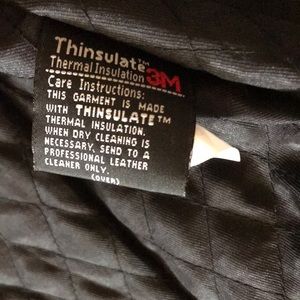 Thinsulate™
Thermal Insulation 3M
Care Instructions:
THIS GARMENT IS MADE
WITH THINSULATE™
THERMAL INSULATION.
WHEN DRY CLEANING IS
NECESSARY, SEND TO A
PROFESSIONAL LEATHER
CLEANER ONLY.
(OVER)